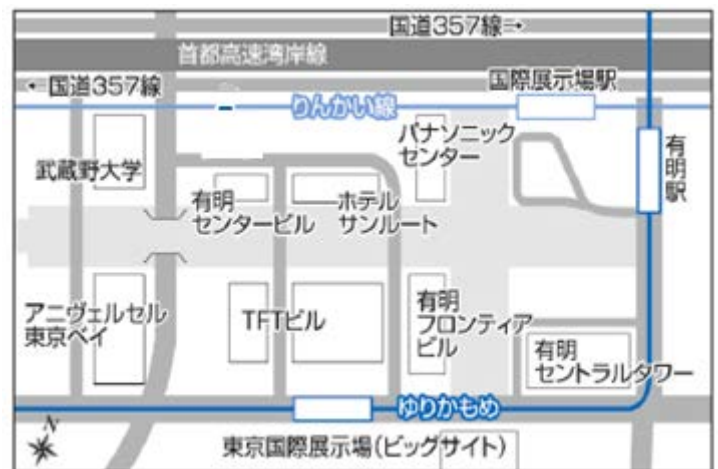 国道357線→
首都高速湾岸線
←国道357線
国際展示場駅
りんかい線
パナソニック
センター
有明駅
武蔵野大学
有明
センタービル
ホテル
サンルート
アニヴェルセル
東京ベイ
TFTビル
有明
フロンティア
ビル
有明
セントラルタワー
ゆりかもめ
東京国際展示場(ビッグサイト)
N